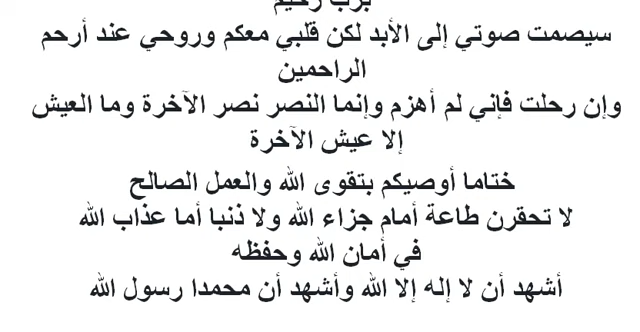 برب رحيم
سيصمت صوتي إلى الأبد لكن قلبي معكم وروحي عند أرحم
الراحمين
وإن رحلت فإني لم أهزم وإنما النصر نصر الآخرة وما العيش
إلا عيش الآخرة
ختاما أوصيكم بتقوى الله والعمل الصالح
لا تحقرن طاعة أمام جزاء الله ولا ذنبا أما عذاب الله
في أمان الله وحفظه
أشهد أن لا إله إلا الله وأشهد أن محمدا رسول الله